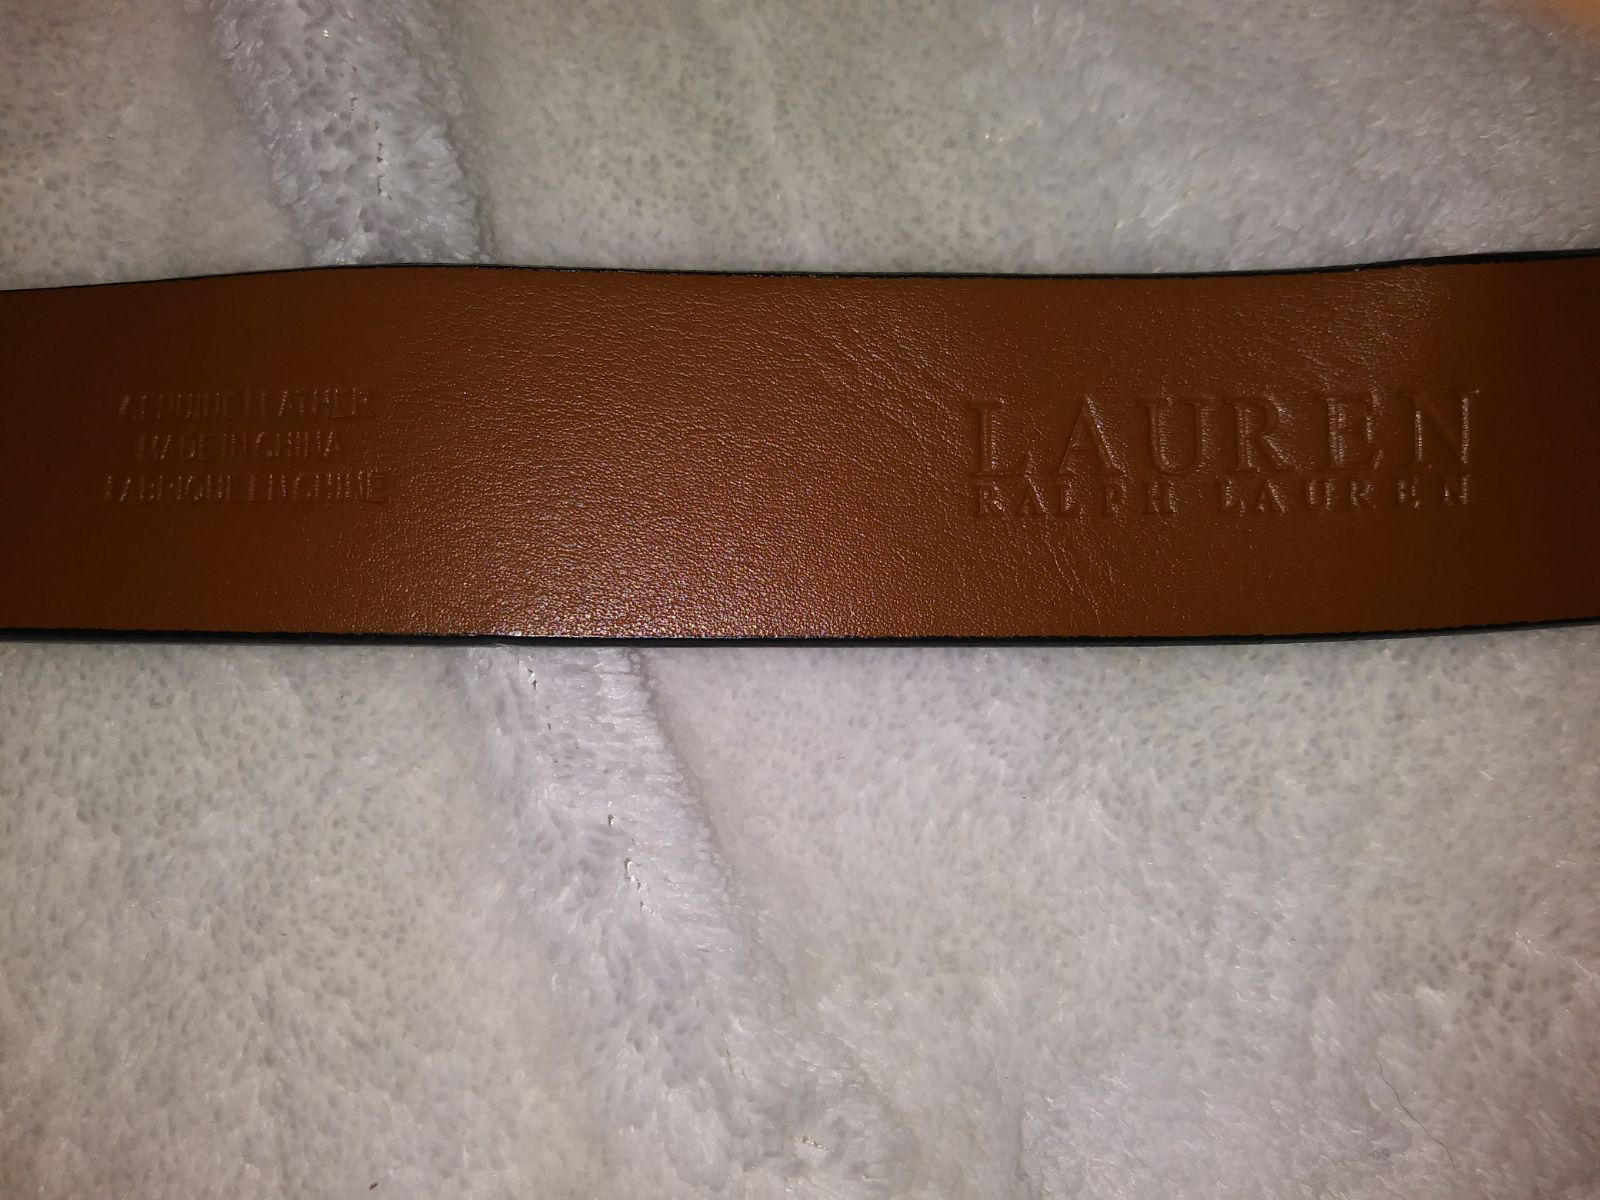 GENUINE LEATHER
MADE IN CHINA
FABRIQUE EN CHINE
LAUREN
RALPH LAUREN